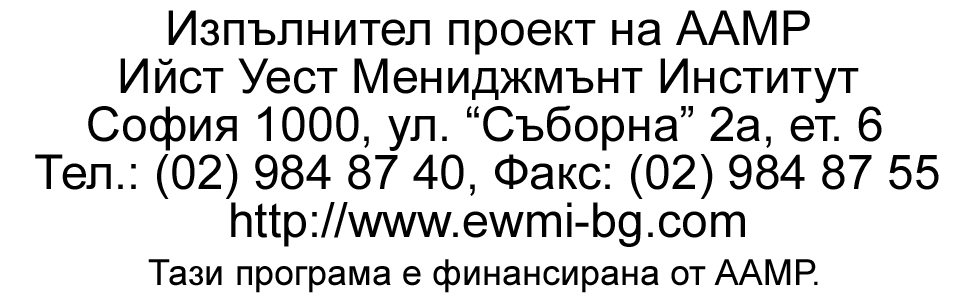 Изпълнител проект на ААМР
Ийст Уест Мениджмънт Институт
София 1000, ул. “Съборна” 2а, ет. 6
Тел.: (02) 984 87 40, Факс: (02) 984 87 55
http://www.ewmi-bg.com
Тази програма е финансирана от ААМР.